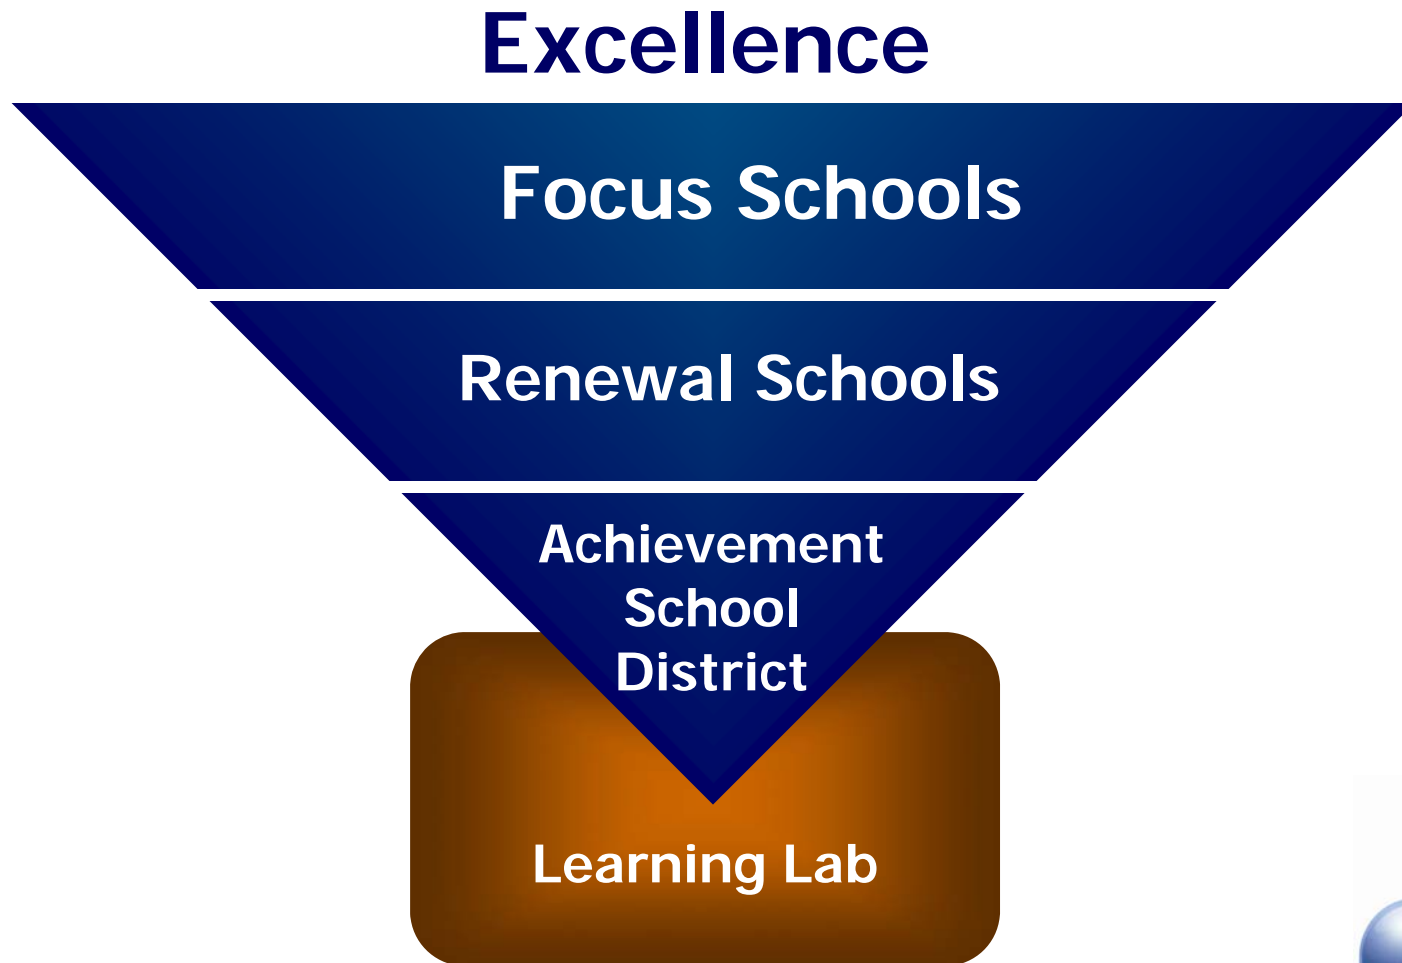 Excellence
Focus Schools
Renewal Schools
Achievement
School
District
Learning Lab